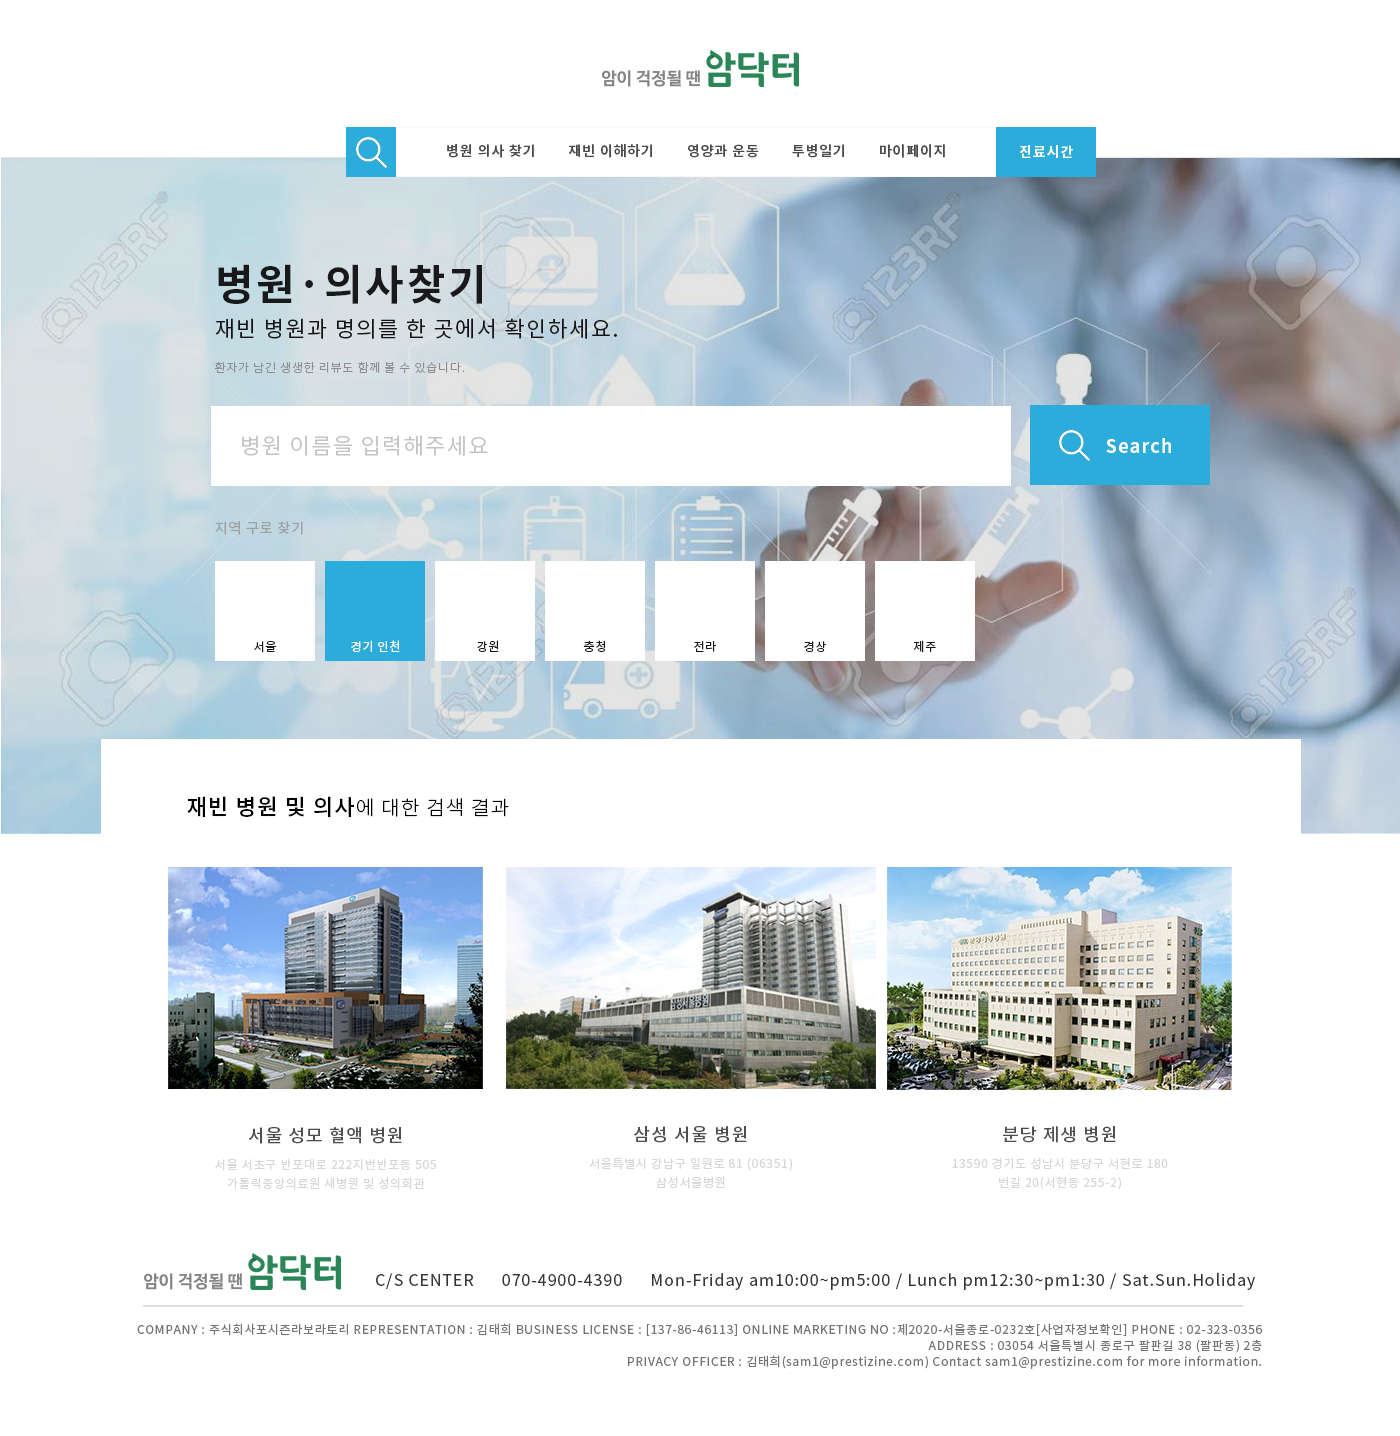 암이 걱정될 땐 암닥터
병원 의사 찾기 재빈 이해하기 영양과 운동 투병일기 마이페이지 진료시간
병원·의사찾기
재빈 병원과 명의를 한 곳에서 확인하세요.
환자가 남긴 생생한 리뷰도 함께 볼 수 있습니다.
병원 이름을 입력해주세요
Search
지역 구로 찾기
서울 경기 인천 강원 충청 전라 경상 제주
@123RF
@123RF
@123RF
@123RF
재빈 병원 및 의사에 대한 검색 결과
삼성서울병원
서울 성모 혈액 병원
서울 서초구 반포대로 222지번반포동 505
가톨릭중앙의료원 새병원 및 성의회관
삼성 서울 병원
서울특별시 강남구 일원로 81 (06351)
삼성서울병원
분당 제생 병원
13590 경기도 성남시 분당구 서현로 180
번길 20(서현동 255-2)
암이 걱정될 땐 암닥터 C/S CENTER 070-4900-4390 Mon-Friday am10:00~pm5:00 / Lunch pm12:30~pm1:30 / Sat.Sun.Holiday
COMPANY : 주식회사포시즌라보라토리 REPRESENTATION : 김태희 BUSINESS LICENSE : [137-86-46113] ONLINE MARKETING NO :제2020-서울종로-0232호[사업자정보확인] PHONE : 02-323-0356
ADDRESS : 03054 서울특별시 종로구 팔판길 38 (팔판동) 2층
PRIVACY OFFICER : 김태희(sam1@prestizine.com) Contact sam1@prestizine.com for more information.